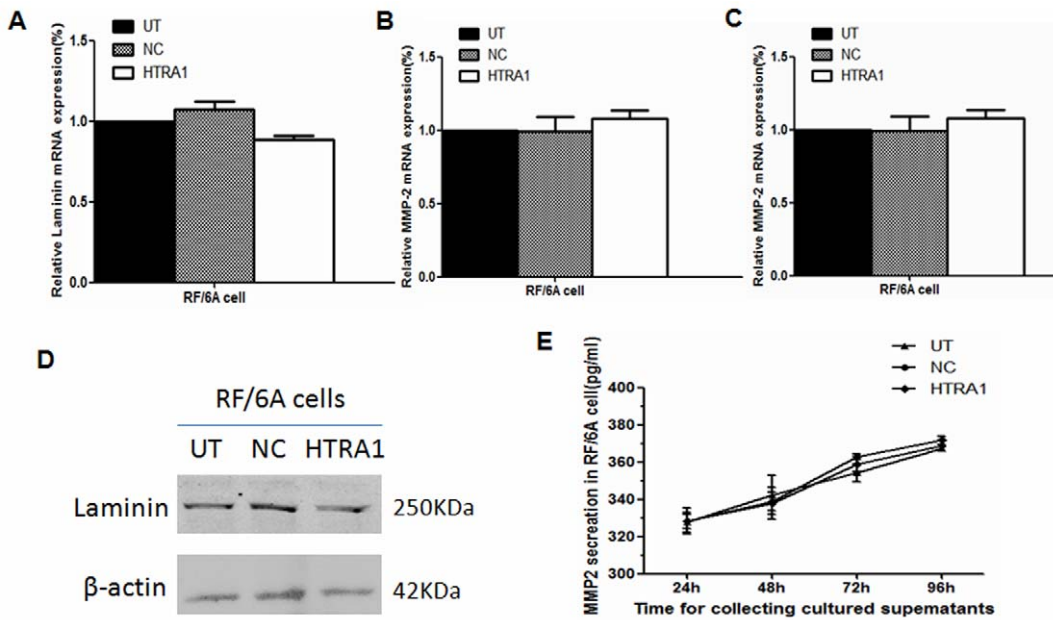 A
UT
NC
HTRA1
Relative Laminin mRNA expression(%)
1.5
1.0
0.5
0.0
RF/6A cell
B
UT
NC
HTRA1
Relative MMP-2 mRNA expression(%)
1.5
1.0
0.5
0.0
RF/6A cell
C
UT
NC
HTRA1
Relative MMP-2 mRNA expression(%)
1.5
1.0
0.5
0.0
RF/6A cell
D
RF/6A cells
UT NC HTRA1
Laminin 250KDa
β-actin 42KDa
E
UT
NC
HTRA1
MMP2 secreation in RF/6A cell(pg/ml)
400
380
360
340
320
300
24h 48h 72h 96h
Time for collecting cultured supematants